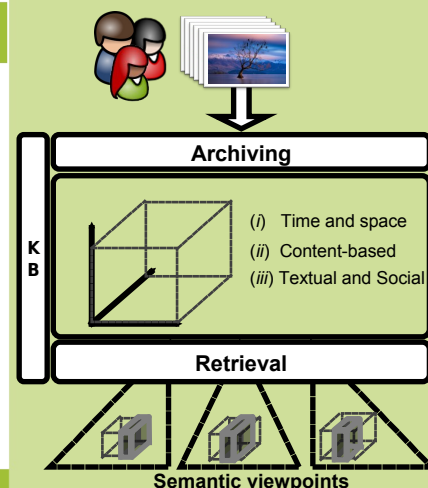 Archiving
K
B
(i) Time and space
(ii) Content-based
(iii) Textual and Social
Retrieval
Semantic viewpoints